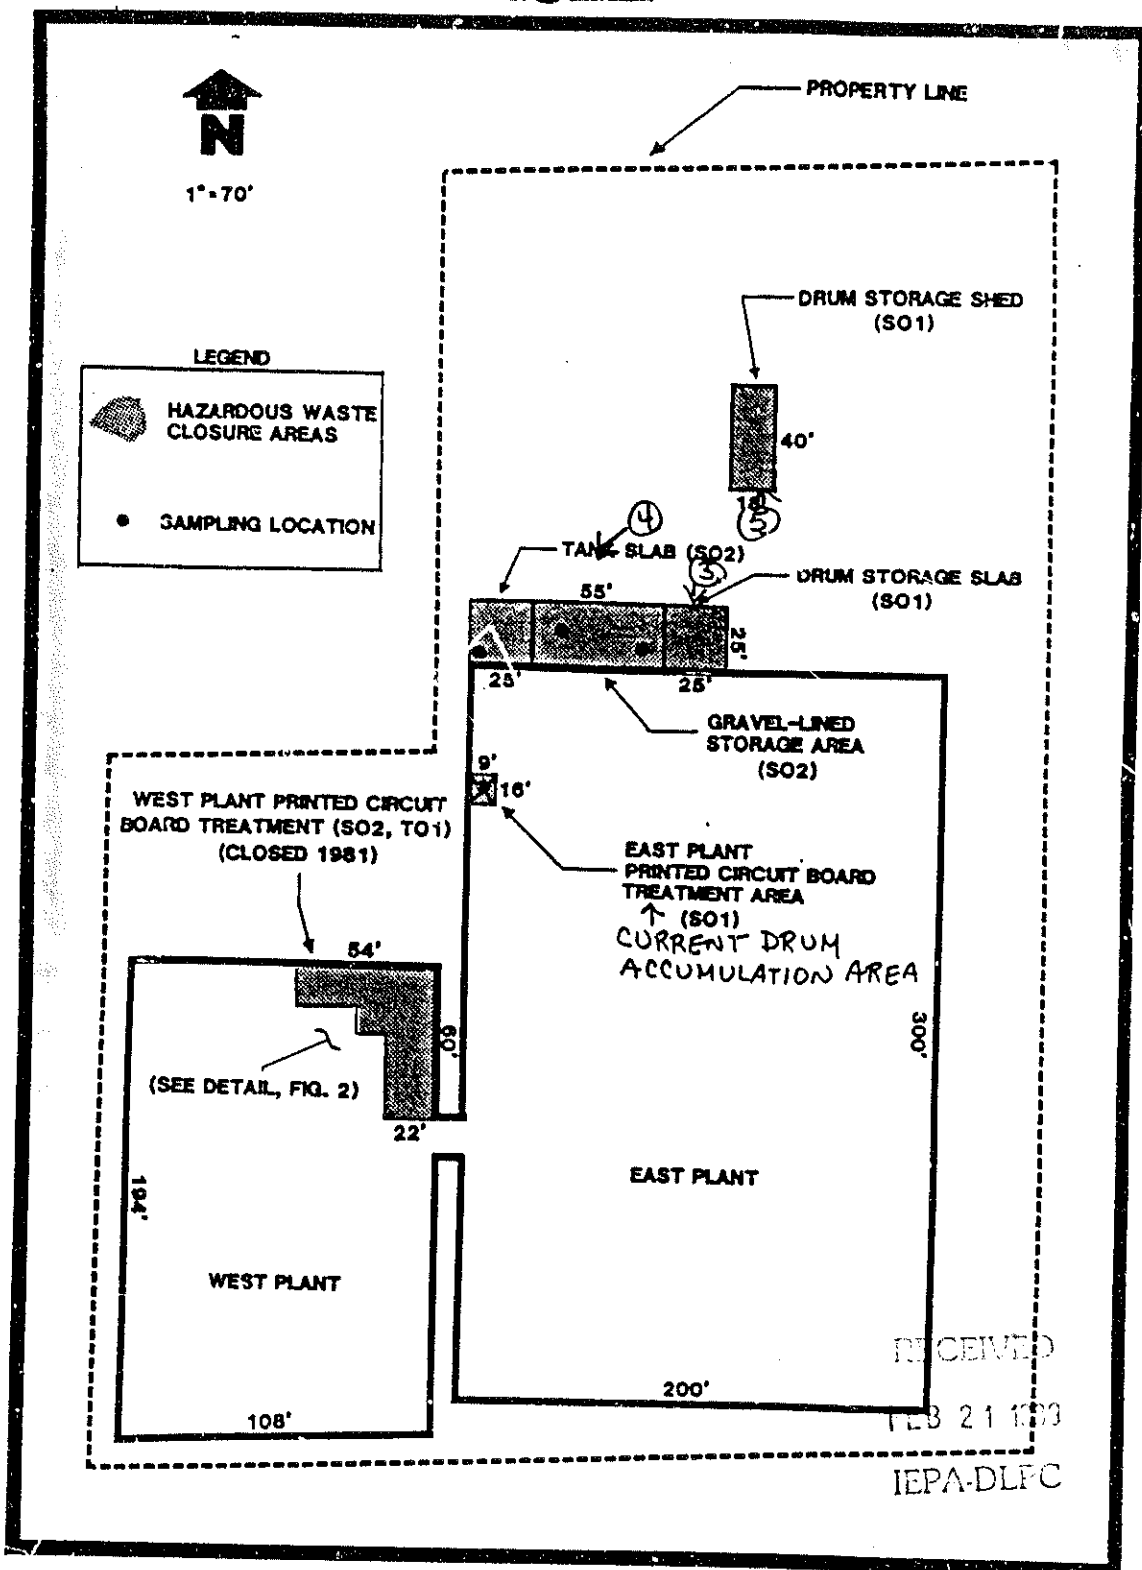 N
1"=70'
PROPERTY LINE
DRUM STORAGE SHED
(SO1)
LEGEND
HAZARDOUS WASTE
CLOSURE AREAS
SAMPLING LOCATION
40'
5
4
TANK SLAB (SO2)
3
DRUM STORAGE SLAB
(SO1)
55'
25'
25'
25'
GRAVEL-LINED
STORAGE AREA
(SO2)
9'
16'
WEST PLANT PRINTED CIRCUIT
BOARD TREATMENT (SO2, TO1)
(CLOSED 1981)
EAST PLANT
PRINTED CIRCUIT BOARD
TREATMENT AREA
(SO1)
CURRENT DRUM
ACCUMULATION AREA
54'
60'
300'
(SEE DETAIL, FIG. 2)
22'
194'
EAST PLANT
WEST PLANT
200'
108'
RECEIVED
FEB 21
IEPA-DLPC